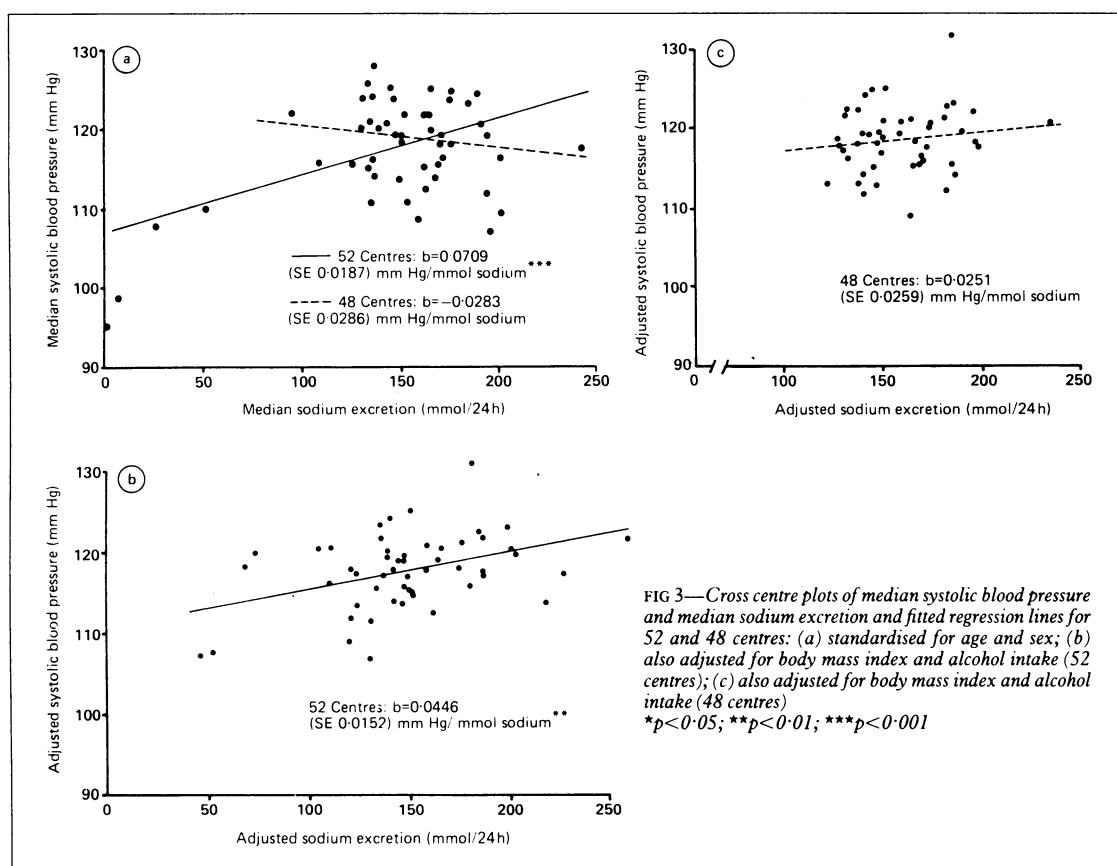 a
Median systolic blood pressure (mm Hg)
130
120
110
100
90
0
50
100
150
200
250
Median sodium excretion (mmol/24h)
52 Centres: b=0·0709
(SE 0·0187) mm Hg/mmol sodium***
48 Centres: b=−0·0283
(SE 0·0286) mm Hg/mmol sodium
c
Adjusted systolic blood pressure (mm Hg)
130
120
110
100
90
0
100
150
200
250
Adjusted sodium excretion (mmol/24h)
48 Centres: b=0·0251
(SE 0·0259) mm Hg/mmol sodium
b
Adjusted systolic blood pressure (mm Hg)
130
120
110
100
90
0
50
100
150
200
250
Adjusted sodium excretion (mmol/24h)
52 Centres: b=0·0446
(SE 0·0152) mm Hg/ mmol sodium**
FIG 3—Cross centre plots of median systolic blood pressure
and median sodium excretion and fitted regression lines for
52 and 48 centres: (a) standardised for age and sex; (b)
also adjusted for body mass index and alcohol intake (52
centres); (c) also adjusted for body mass index and alcohol
intake (48 centres)
*p<0·05; **p<0·01; ***p<0·001